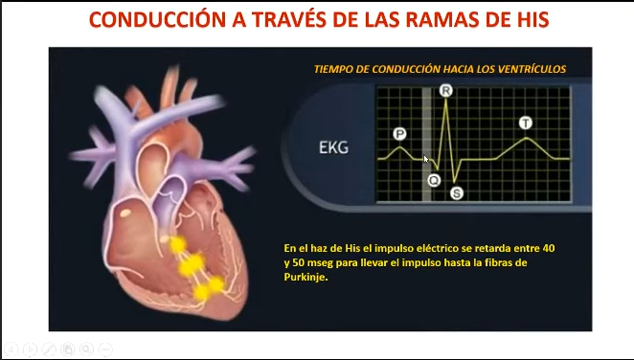 CONDUCCIÓN A TRAVÉS DE LAS RAMAS DE HIS
TIEMPO DE CONDUCCIÓN HACIA LOS VENTRÍCULOS
EKG
P
R
Q
S
T
En el haz de His el impulso eléctrico se retarda entre 40
y 50 mseg para llevar el impulso hasta la fibras de
Purkinje.